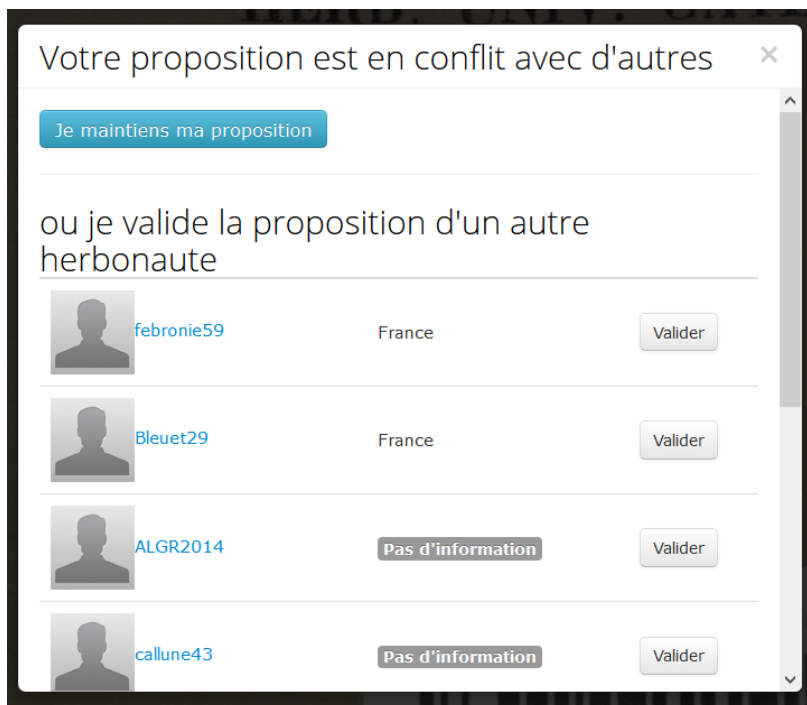 Votre proposition est en conflit avec d'autres ×
Je maintiens ma proposition
ou je valide la proposition d'un autre
herbonaute
febronie59 France Valider
Bleuet29 France Valider
ALGR2014 Pas d'information Valider
callune43 Pas d'information Valider